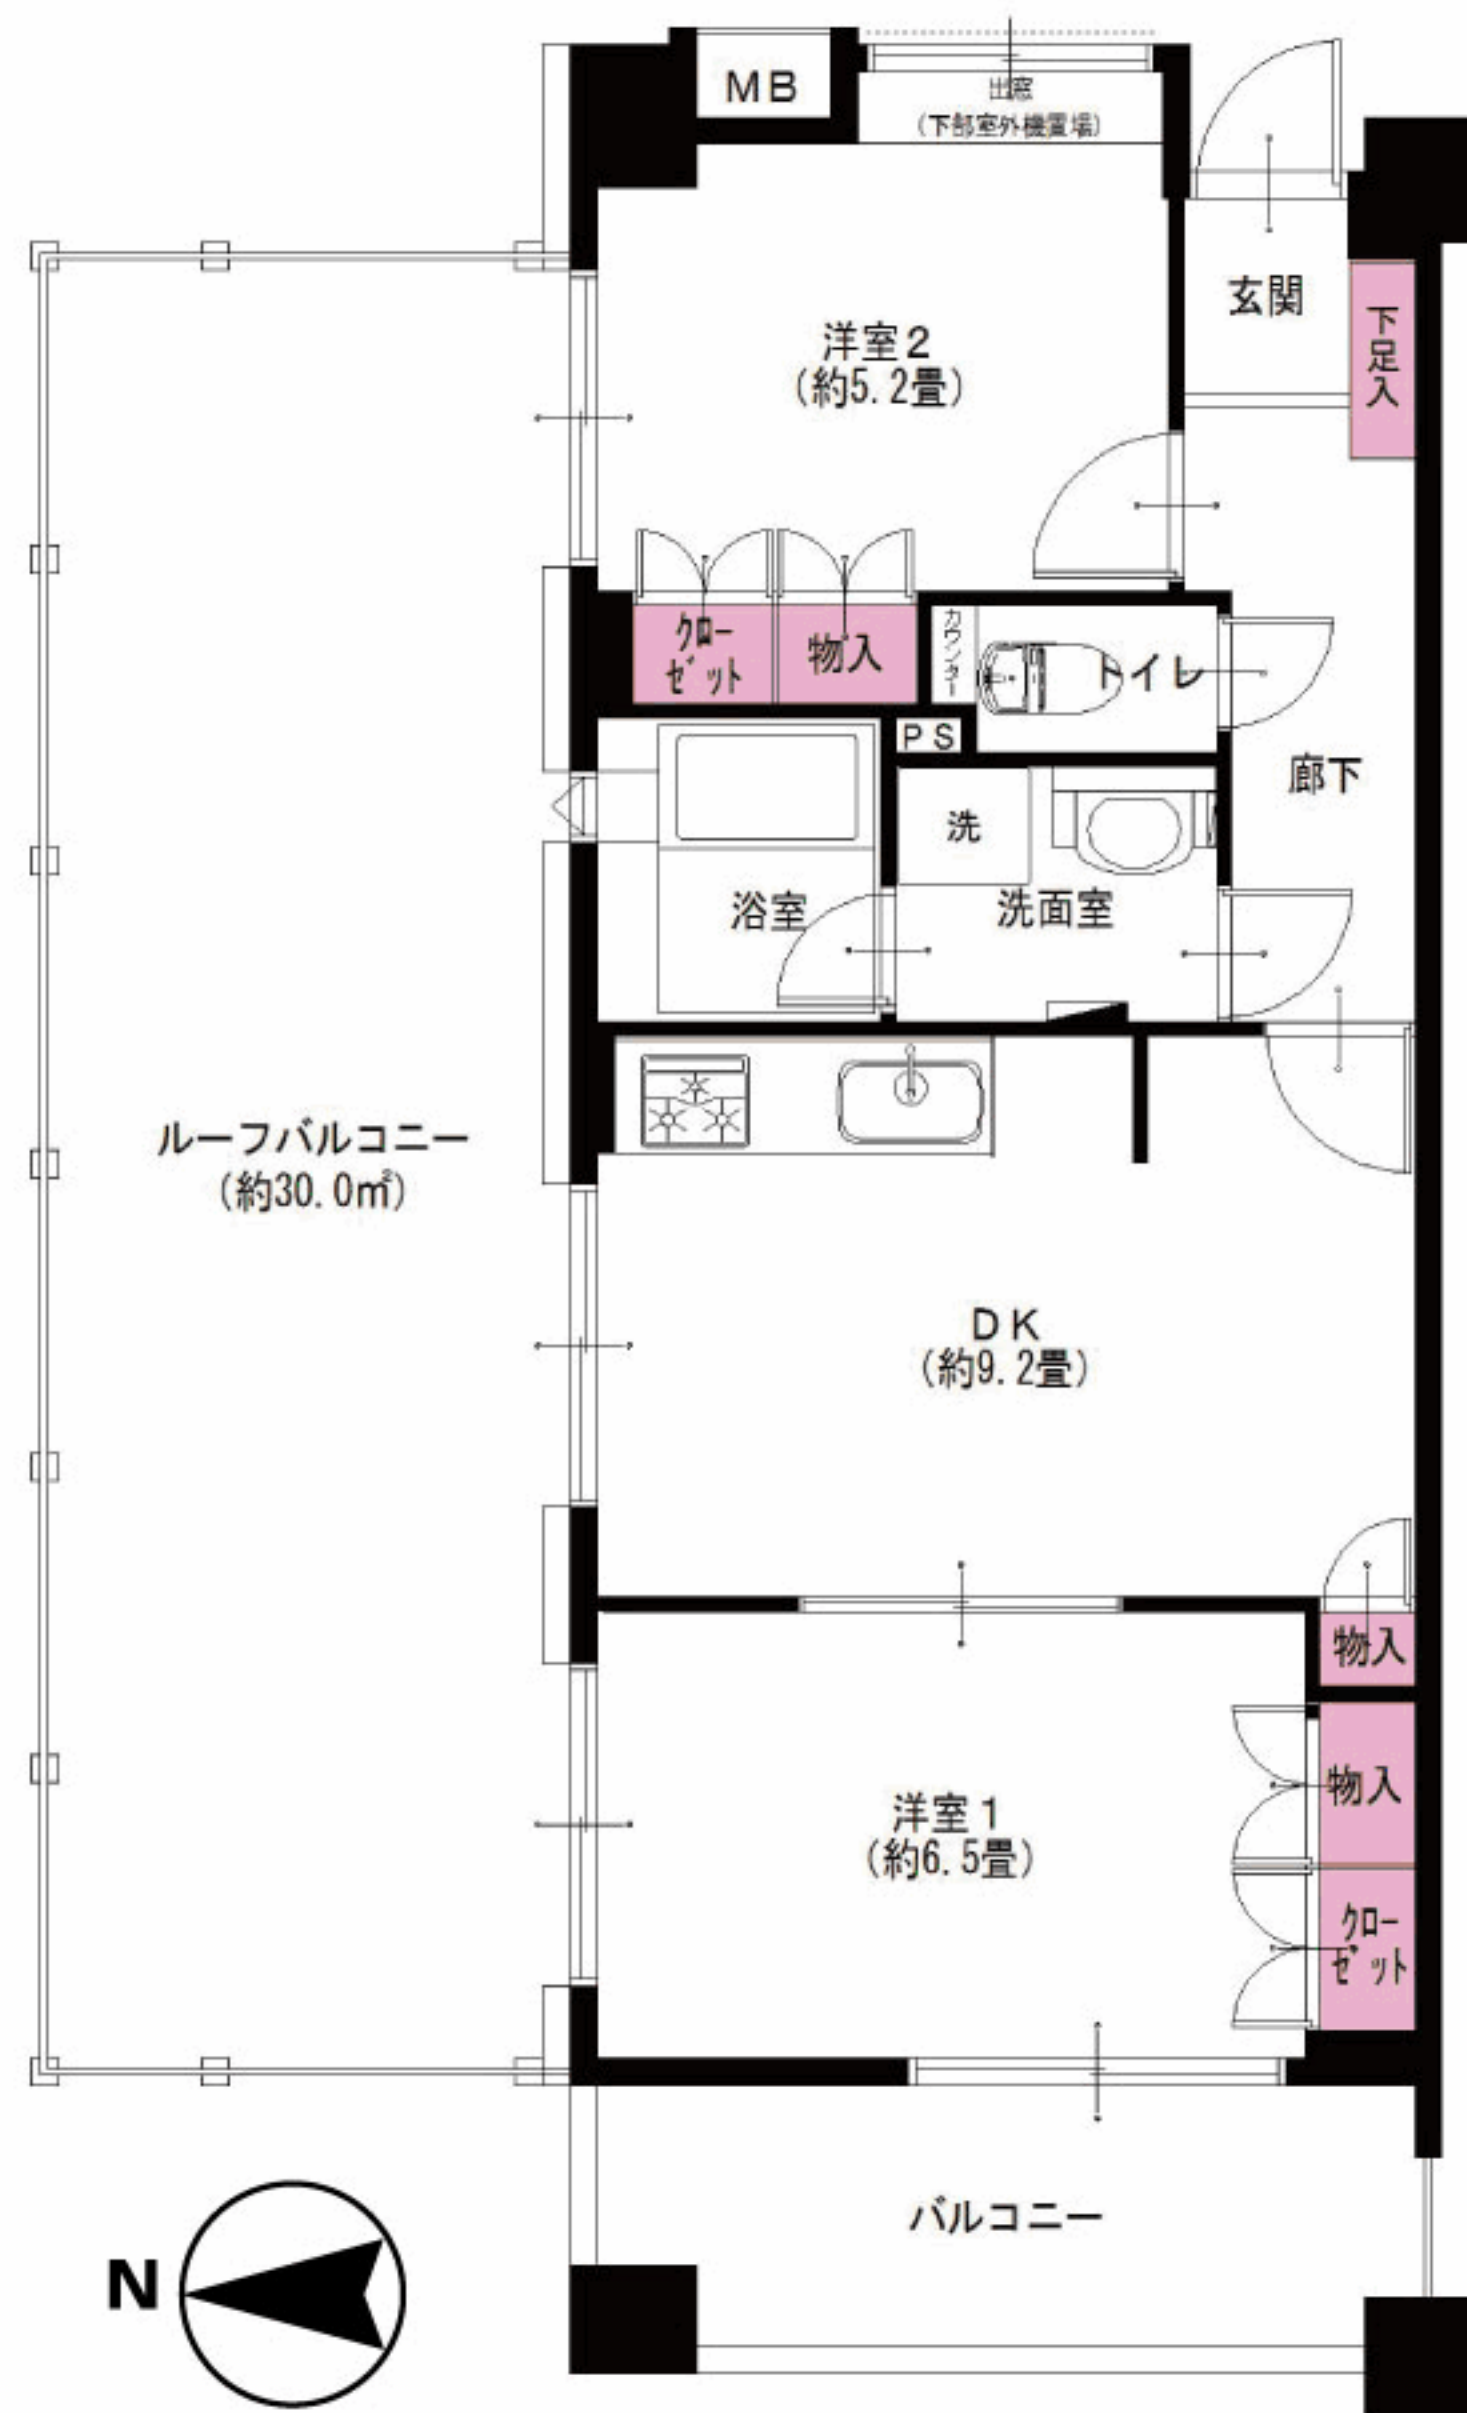 MB
出窓
(下部室外機置場)
玄関
下足入
洋室2
(約5.2畳)
クローゼット
物入
カウンター
トイレ
PS
廊下
洗
浴室
洗面室
ルーフバルコニー
(約30.0㎡)
DK
(約9.2畳)
物入
物入
洋室1
(約6.5畳)
クローゼット
バルコニー
N